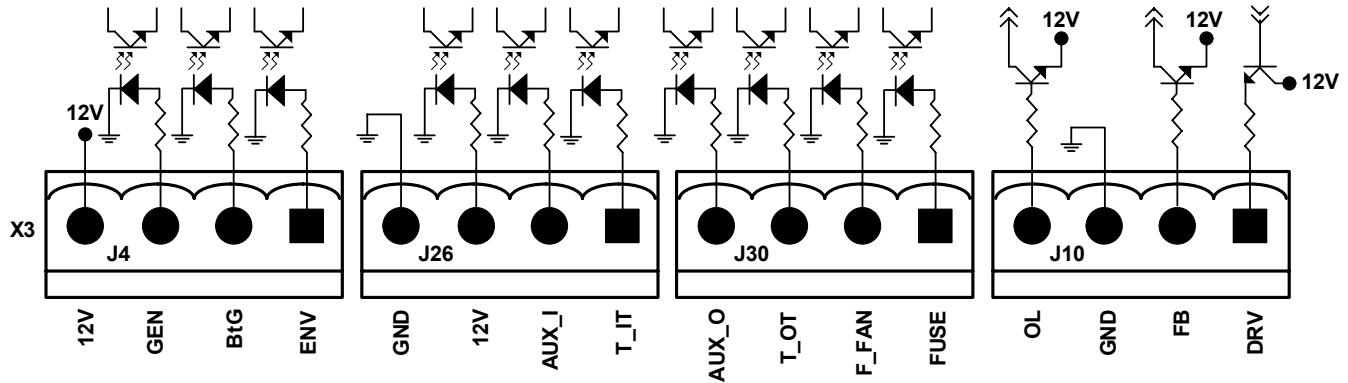 12V 12V 12V
12V
X3
J4 J26 J30 J10
12V GEN BtG ENV GND 12V AUX_I T_IT AUX_O T_OT F_FAN FUSE OL GND FB DRV